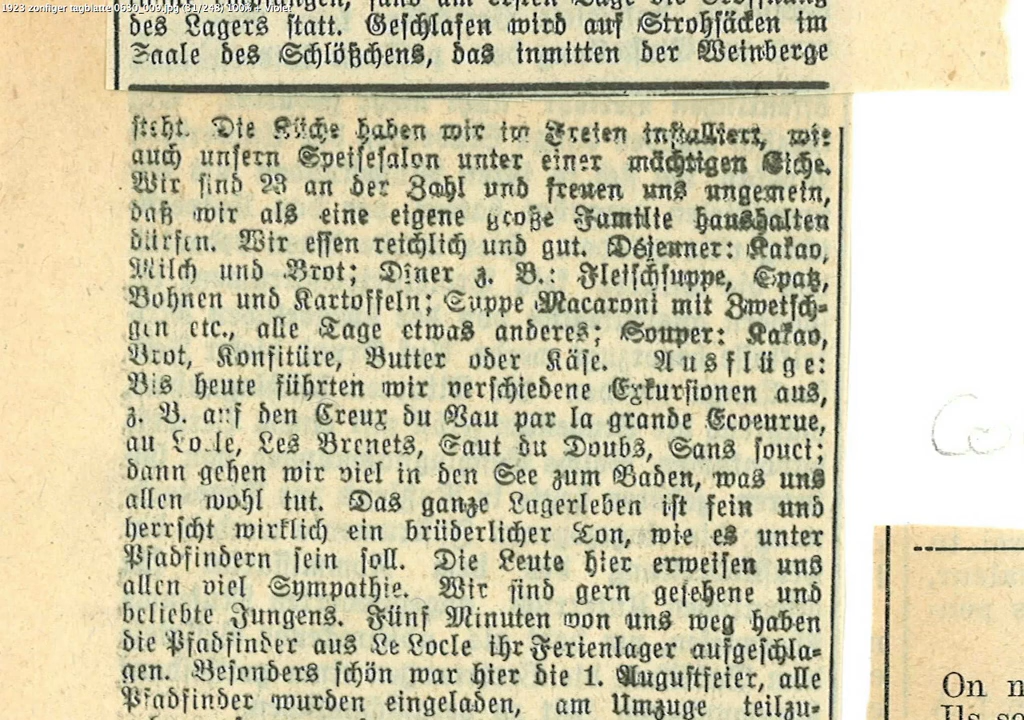 1923 zofinger tagblatte 0630_009.jpg (31/248) 100% - Violet
des Lagers statt. Geschlafen wird auf Strohsäcken im
Saale des Schlößchens, das inmitten der Weinberge
steht. Die Küche haben wir im Freien installiert, wie
auch unsern Speisesalon unter einer mächtigen Eiche.
Wir sind 23 an der Zahl und freuen uns ungemein,
daß wir als eine eigene große Familie haushalten
dürfen. Wir essen reichlich und gut. Déjeuner: Kakao,
Milch und Brot; Diner z. B.: Fleischsuppe, Spatz,
Bohnen und Kartoffeln; Suppe Macaroni mit Zwetsch-
gen etc., alle Tage etwas anderes; Souper: Kakao,
Brot, Konfitüre, Butter oder Käse. Ausflüge:
Bis heute führten wir verschiedene Exkursionen aus,
z. B. auf den Creux du Vau par la grande Ecoeurue,
au Locle, Les Brenets, Saut du Doubs, Sans souci;
dann gehen wir viel in den See zum Baden, was uns
allen wohl tut. Das ganze Lagerleben ist fein und
herrscht wirklich ein brüderlicher Ton, wie es unter
Pfadfindern sein soll. Die Leute hier erweisen uns
allen viel Sympathie. Wir sind gern gesehene und
beliebte Jungens. Fünf Minuten von uns weg haben
die Pfadfinder aus Le Locle ihr Ferienlager aufgeschla-
gen. Besonders schön war hier die 1. Augustfeier, alle
Pfadfinder wurden eingeladen, am Umzuge teilzu-
On
Ils